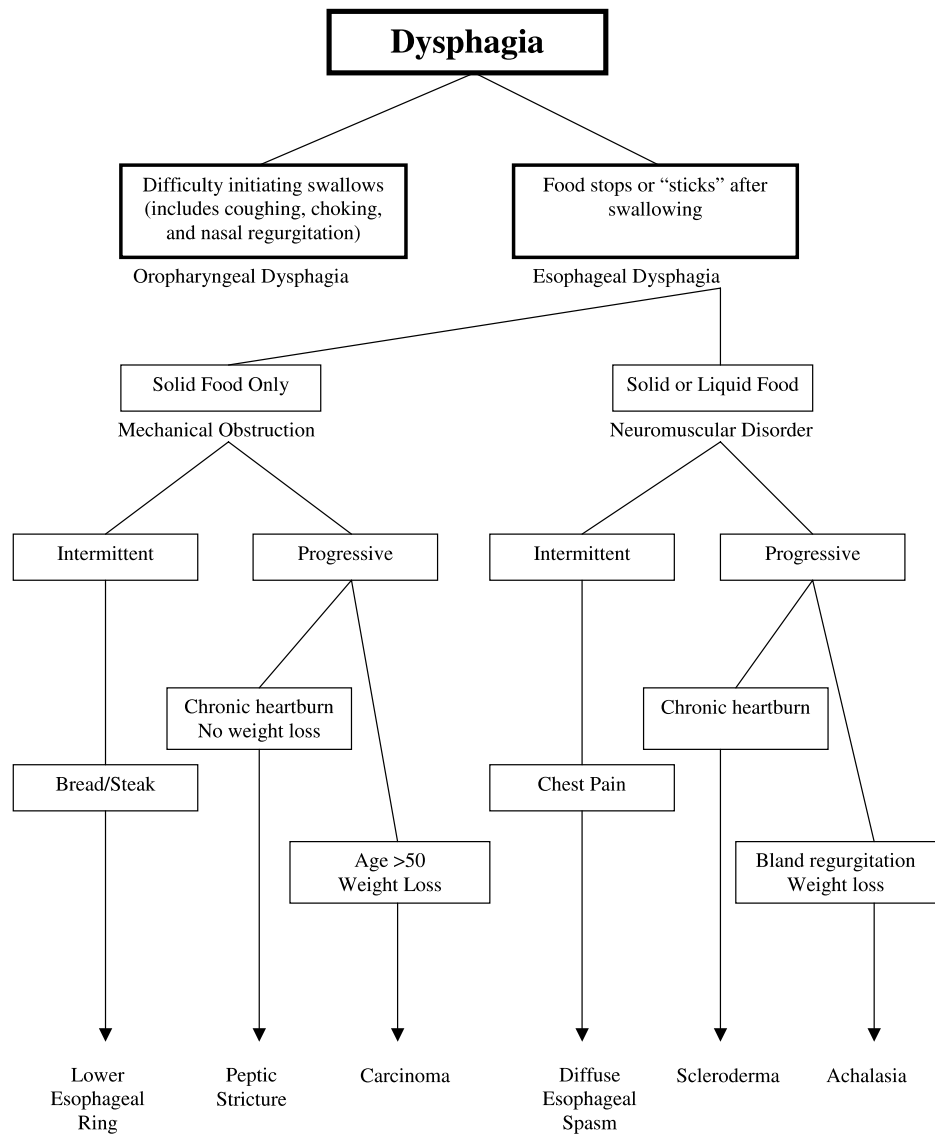 Dysphagia
Difficulty initiating swallows
(includes coughing, choking,
and nasal regurgitation)
Food stops or “sticks” after
swallowing
Oropharyngeal Dysphagia
Esophageal Dysphagia
Solid Food Only
Solid or Liquid Food
Mechanical Obstruction
Neuromuscular Disorder
Intermittent
Progressive
Intermittent
Progressive
Chronic heartburn
No weight loss
Chronic heartburn
Bread/Steak
Chest Pain
Age >50
Weight Loss
Bland regurgitation
Weight loss
Lower
Esophageal
Ring
Peptic
Stricture
Carcinoma
Diffuse
Esophageal
Spasm
Scleroderma
Achalasia